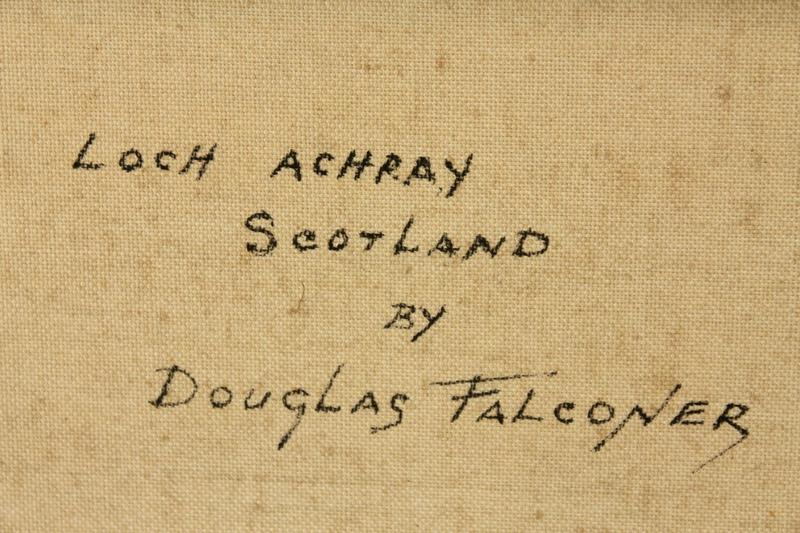 LOCH ACHRAY
SCOTLAND
BY
DOUGLAS FALCONER